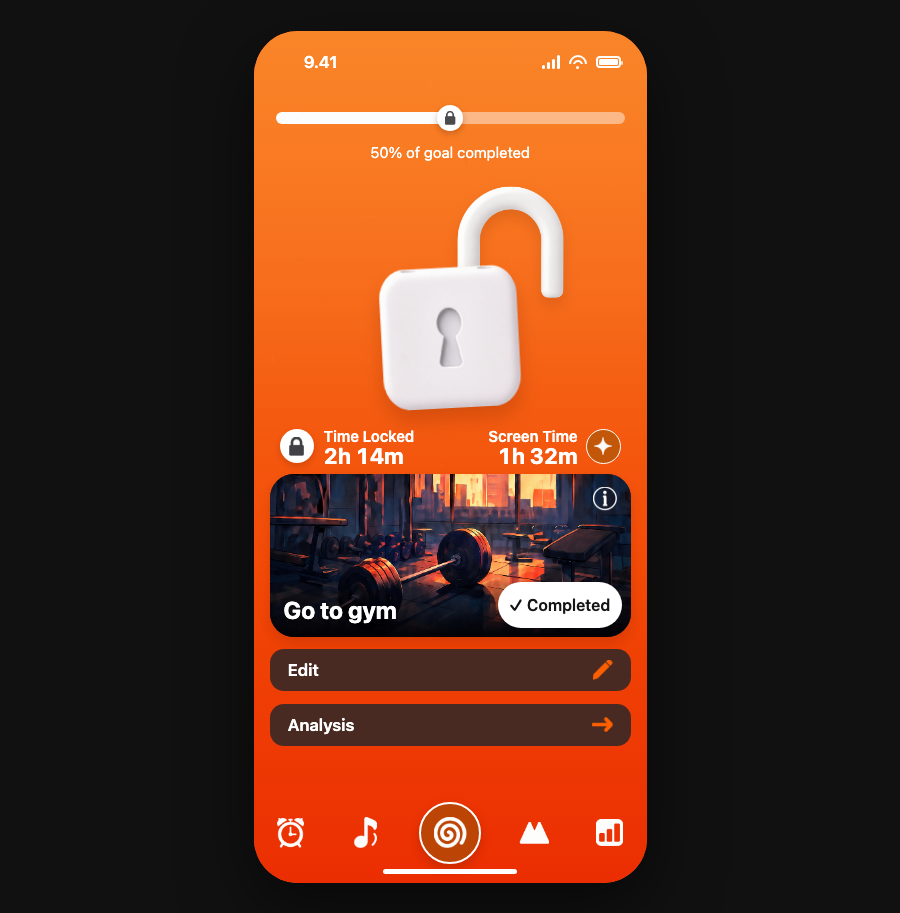 9.41
50% of goal completed
Time Locked
2h 14m
Screen Time
1h 32m
Go to gym
✓ Completed
Edit
Analysis